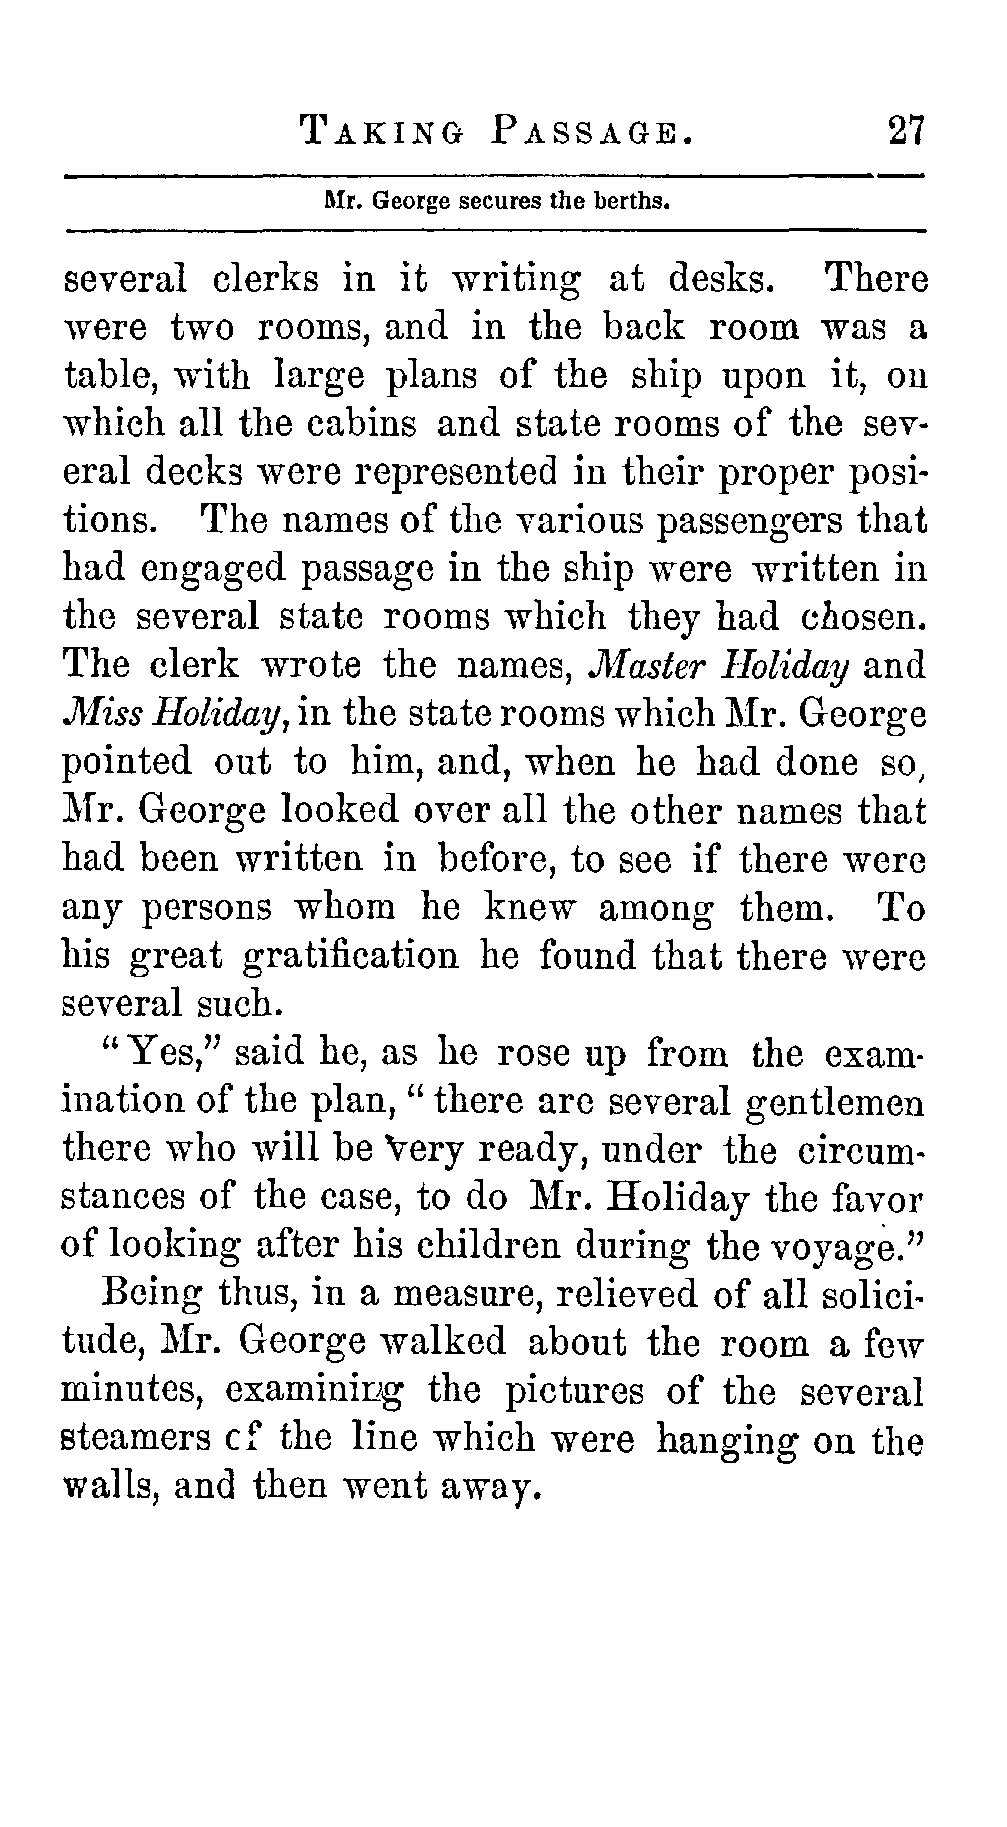 TAKING PASSAGE. 27
Mr. George secures the berths.
several clerks in it writing at desks. There
were two rooms, and in the back room was a
table, with large plans of the ship upon it, on
which all the cabins and state rooms of the sev-
eral decks were represented in their proper posi-
tions. The names of the various passengers that
had engaged passage in the ship were written in
the several state rooms which they had chosen.
The clerk wrote the names, Master Holiday and
Miss Holiday, in the state rooms which Mr. George
pointed out to him, and, when he had done so,
Mr. George looked over all the other names that
had been written in before, to see if there were
any persons whom he knew among them. To
his great gratification he found that there were
several such.
“Yes,” said he, as he rose up from the exam-
ination of the plan, “there are several gentlemen
there who will be very ready, under the circum-
stances of the case, to do Mr. Holiday the favor
of looking after his children during the voyage.”
Being thus, in a measure, relieved of all solici-
tude, Mr. George walked about the room a few
minutes, examining the pictures of the several
steamers of the line which were hanging on the
walls, and then went away.